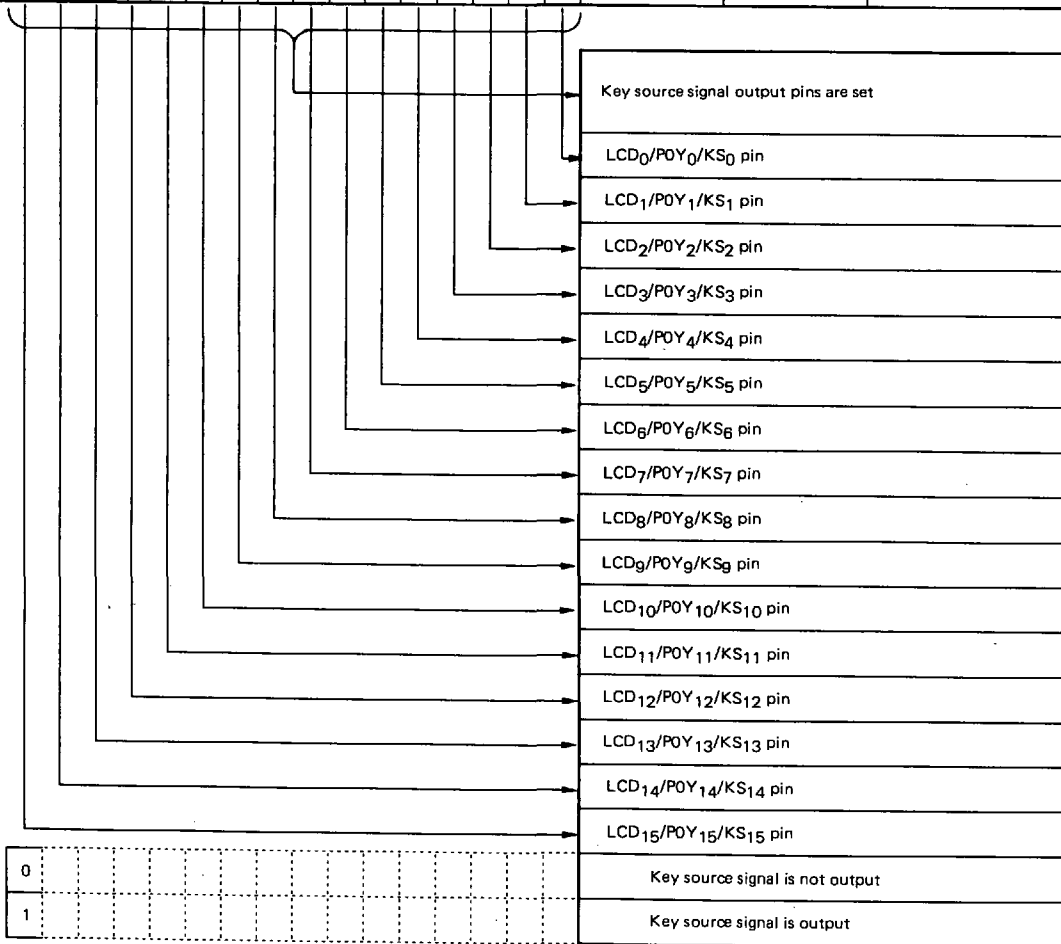 Key source signal output pins are set
LCD₀/P0Y₀/KS₀ pin
LCD₁/P0Y₁/KS₁ pin
LCD₂/P0Y₂/KS₂ pin
LCD₃/P0Y₃/KS₃ pin
LCD₄/P0Y₄/KS₄ pin
LCD₅/P0Y₅/KS₅ pin
LCD₆/P0Y₆/KS₆ pin
LCD₇/P0Y₇/KS₇ pin
LCD₈/P0Y₈/KS₈ pin
LCD₉/P0Y₉/KS₉ pin
LCD₁₀/P0Y₁₀/KS₁₀ pin
LCD₁₁/P0Y₁₁/KS₁₁ pin
LCD₁₂/P0Y₁₂/KS₁₂ pin
LCD₁₃/P0Y₁₃/KS₁₃ pin
LCD₁₄/P0Y₁₄/KS₁₄ pin
LCD₁₅/P0Y₁₅/KS₁₅ pin
0 Key source signal is not output
1 Key source signal is output